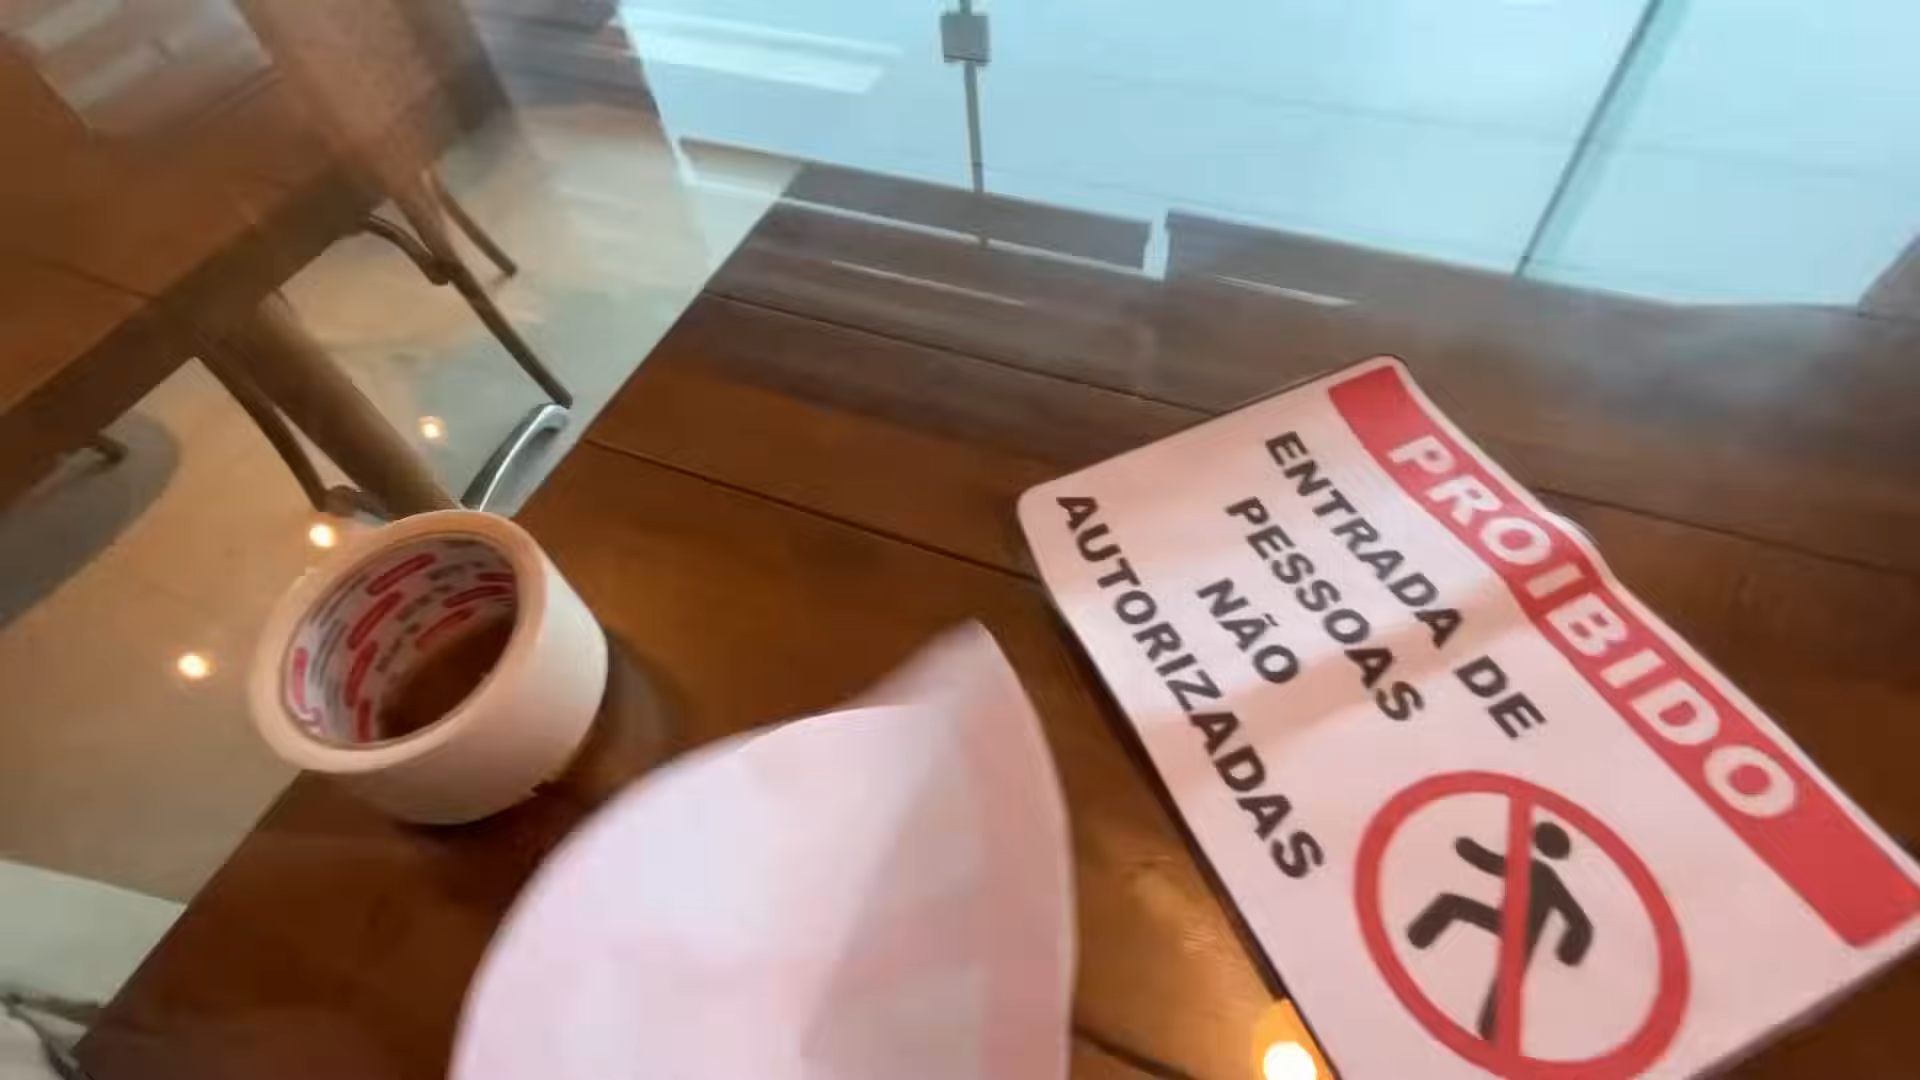 PROIBIDO
ENTRADA DE
PESSOAS
NÃO
AUTORIZADAS